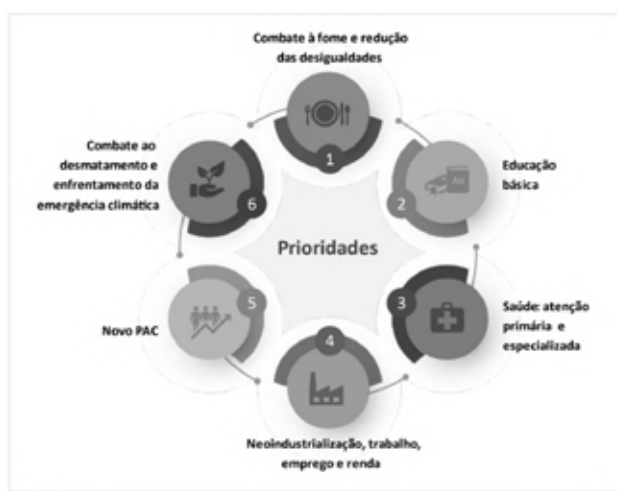 Combate à fome e redução
das desigualdades
1
Educação
básica
2
Saúde: atenção
primária e
especializada
3
Neoindustrialização, trabalho,
emprego e renda
4
Novo PAC
5
Combate ao
desmatamento e
enfrentamento da
emergência climática
6
Prioridades